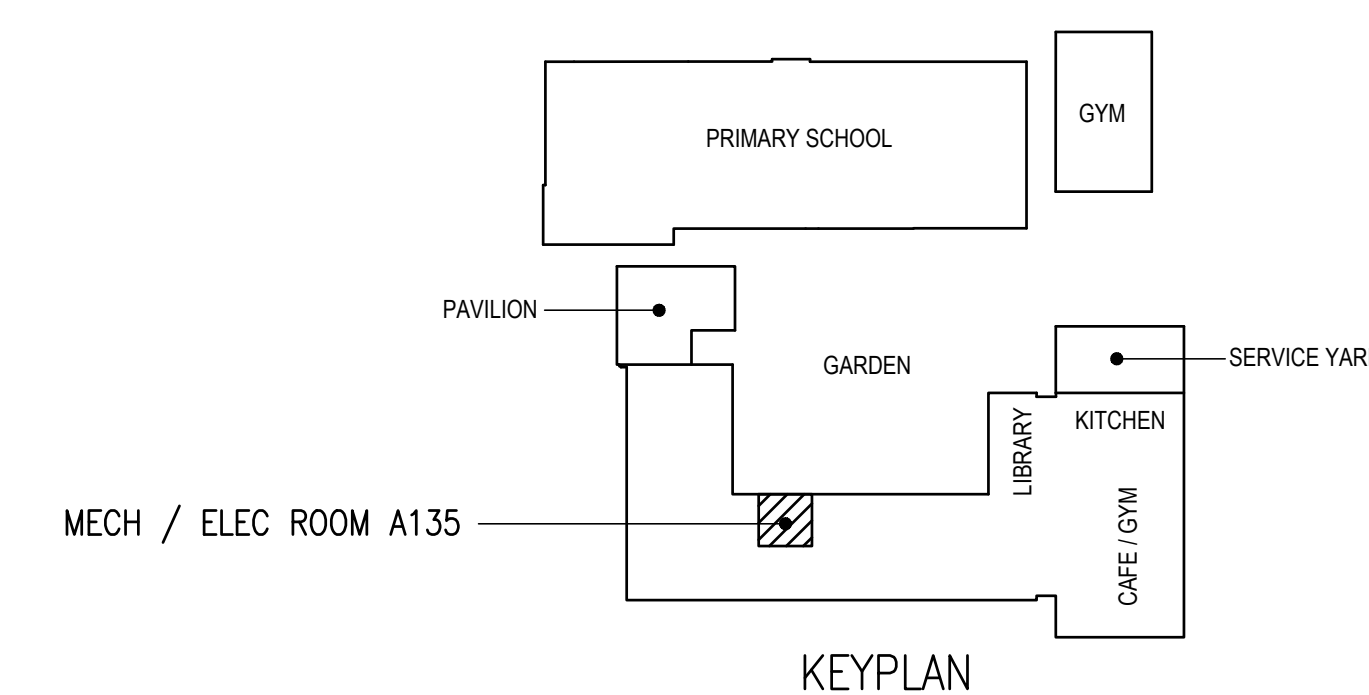 GYM
PRIMARY SCHOOL
PAVILION
GARDEN
SERVICE YAR
LIBRARY
KITCHEN
MECH / ELEC ROOM A135
CAFE / GYM
KEYPLAN